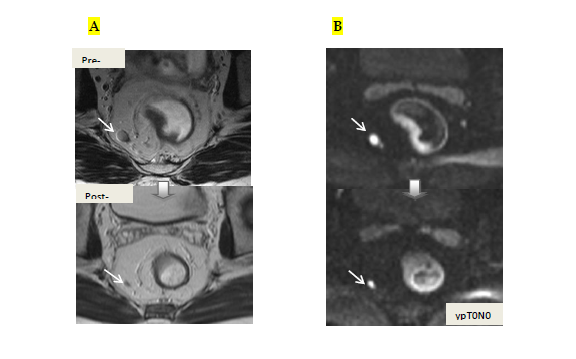 A
B
Pre-
Post-
ypT0N0